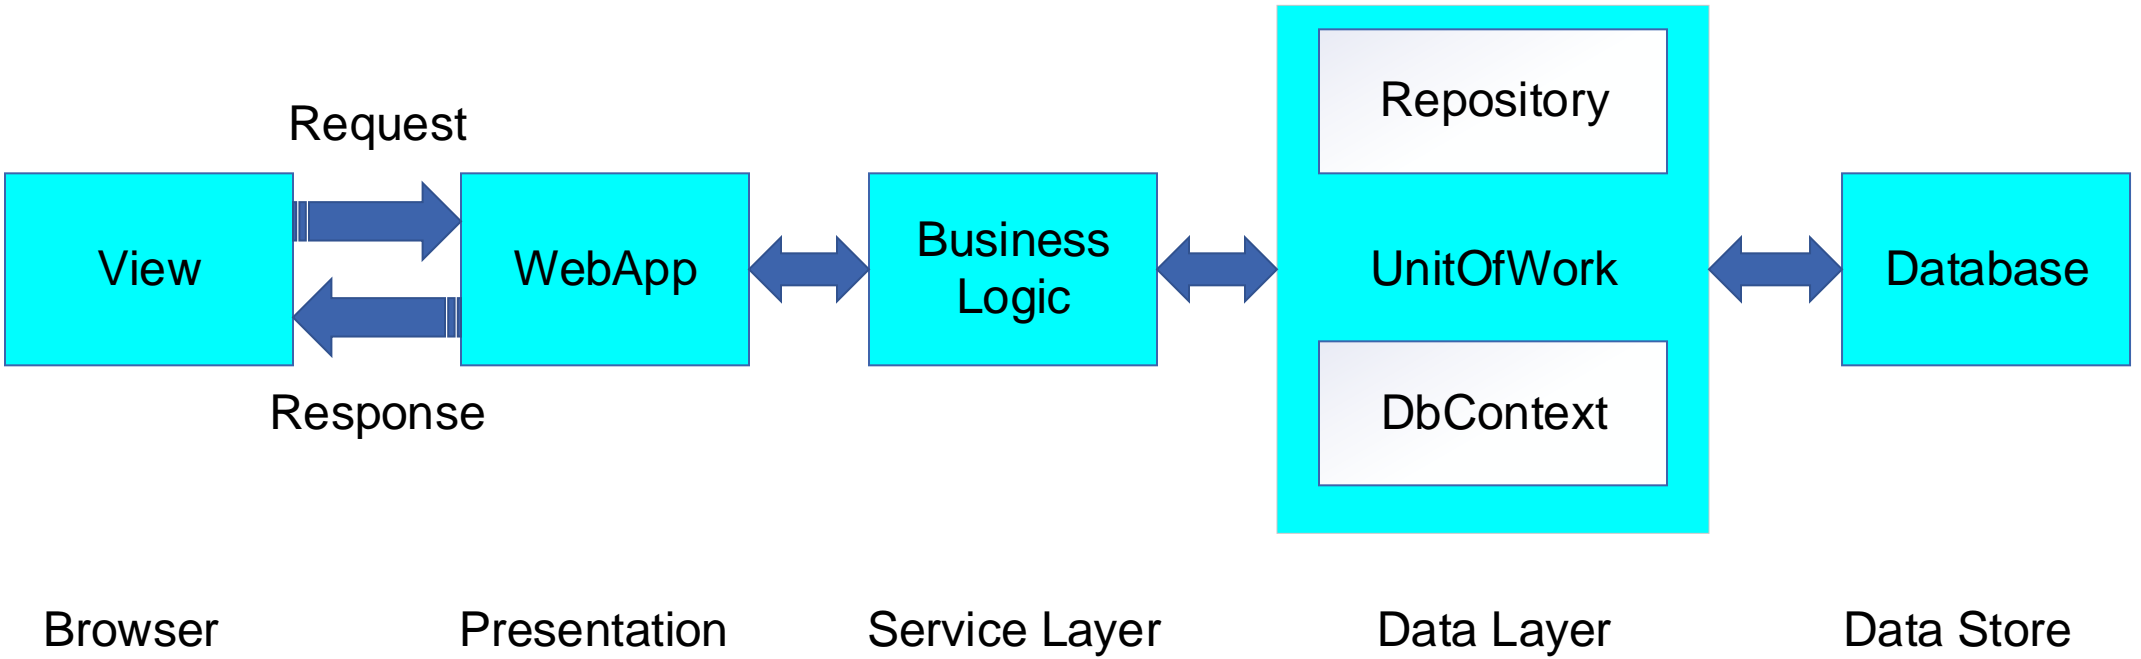 Request
View
WebApp
Response
Business
Logic
Repository
UnitOfWork
DbContext
Database
Browser
Presentation
Service Layer
Data Layer
Data Store